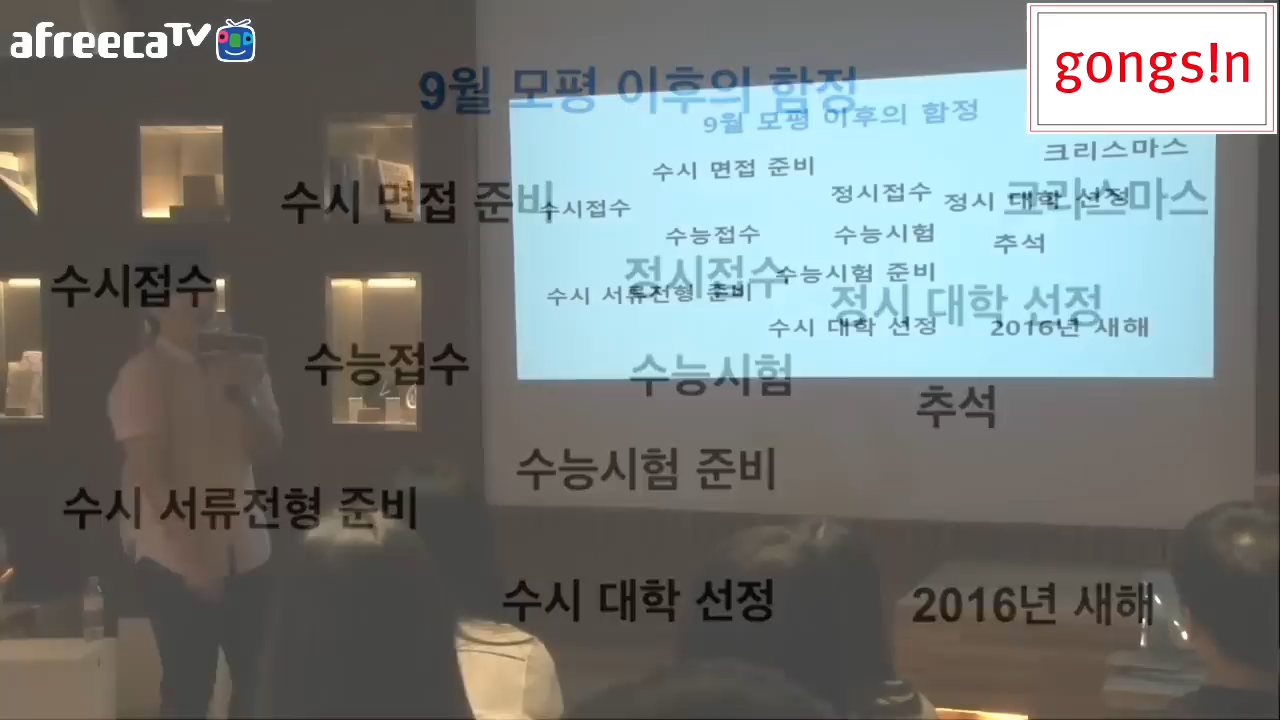 afreecaTV
gongs!n
9월 모평 이후의 함정
수시 면접 준비
크리스마스
수시접수
정시접수
정시 대학 선정
수능접수
수능시험
추석
수능시험 준비
수시 서류전형 준비
수시 대학 선정
2016년 새해
9월 모평 이후의 함정
크리스마스
수시 면접 준비
정시접수
정시 대학 선정
수시접수
수능접수
수능시험
추석
수능시험 준비
수시 서류전형 준비
수시 대학 선정
2016년 새해